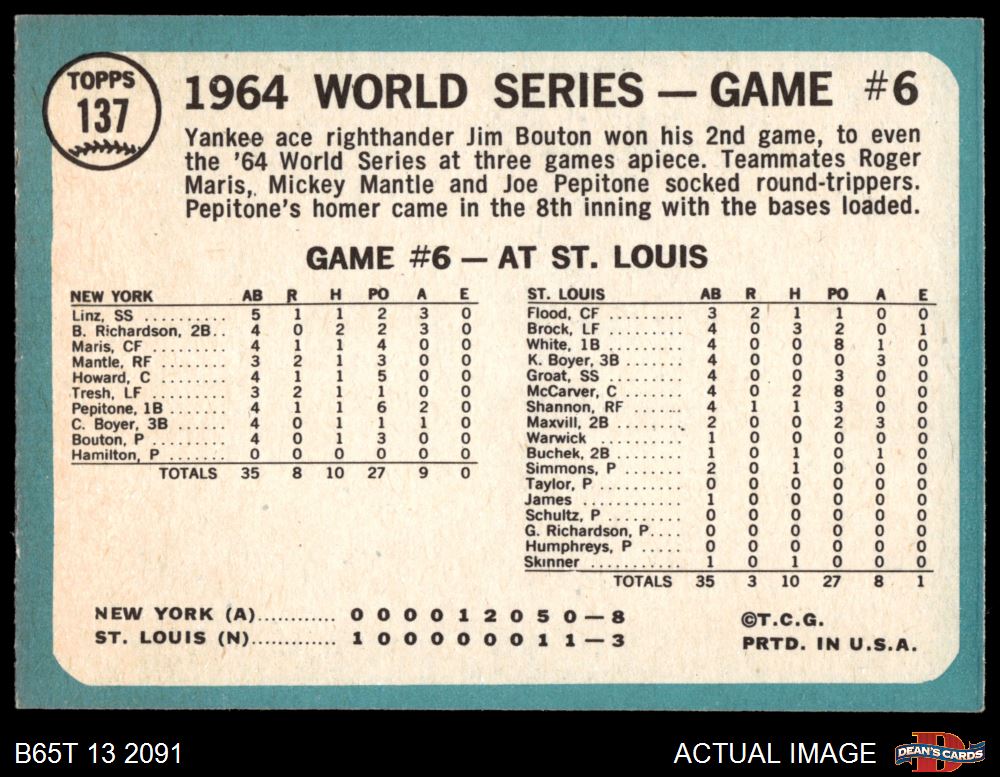 TOPPS
137
1964 WORLD SERIES — GAME #6
Yankee ace righthander Jim Bouton won his 2nd game, to even
the '64 World Series at three games apiece. Teammates Roger
Maris, Mickey Mantle and Joe Pepitone socked round-trippers.
Pepitone's homer came in the 8th inning with the bases loaded.
GAME #6 — AT ST. LOUIS
NEW YORK AB R H PO A E
Linz, SS .......... 5 1 1 2 3 0
B. Richardson, 2B.. 4 0 2 2 3 0
Maris, CF ......... 4 1 1 4 0 0
Mantle, RF ........ 3 2 1 3 0 0
Howard, C ........ 4 1 1 5 0 0
Tresh, LF ......... 3 2 1 1 0 0
Pepitone, 1B ...... 4 1 1 6 2 0
C. Boyer, 3B ...... 4 0 1 1 1 0
Bouton, P ......... 4 0 1 3 0 0
Hamilton, P ....... 0 0 0 0 0 0
TOTALS 35 8 10 27 9 0
ST. LOUIS AB R H PO A E
Flood, CF .......... 3 2 1 1 0 0
Brock, LF .......... 4 0 3 2 0 1
White, 1B .......... 4 0 0 8 1 0
K. Boyer, 3B ....... 4 0 0 0 3 0
Groat, SS .......... 4 0 0 3 0 0
McCarver, C ........ 4 0 2 8 0 0
Shannon, RF ....... 4 1 1 3 0 0
Maxvill, 2B ........ 2 0 0 2 3 0
Warwick ........... 1 0 0 0 0 0
Buchek, 2B ......... 1 0 1 0 1 0
Simmons, P ........ 2 0 1 0 0 0
Taylor, P .......... 0 0 0 0 0 0
James ............. 1 0 0 0 0 0
Schultz, P ......... 0 0 0 0 0 0
G. Richardson, P.... 0 0 0 0 0 0
Humphreys, P ..... 0 0 0 0 0 0
Skinner ........... 1 0 1 0 0 0
TOTALS 35 3 10 27 8 1
NEW YORK (A)............ 0 0 0 0 1 2 0 5 0 — 8
ST. LOUIS (N)............. 1 0 0 0 0 0 0 1 1 — 3
©T.C.G.
PRTD. IN U.S.A.
B65T 13 2091
ACTUAL IMAGE
D
DEAN'S CARDS